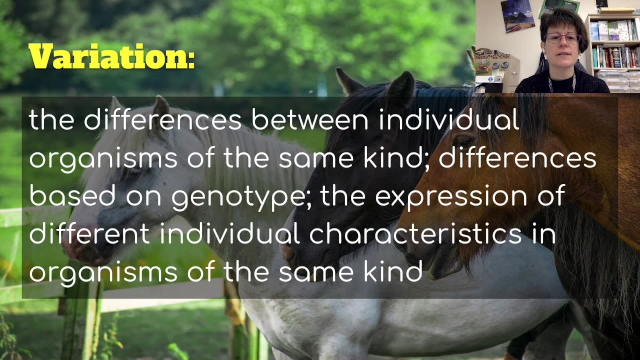 Variation:
the differences between individual
organisms of the same kind; differences
based on genotype; the expression of
different individual characteristics in
organisms of the same kind